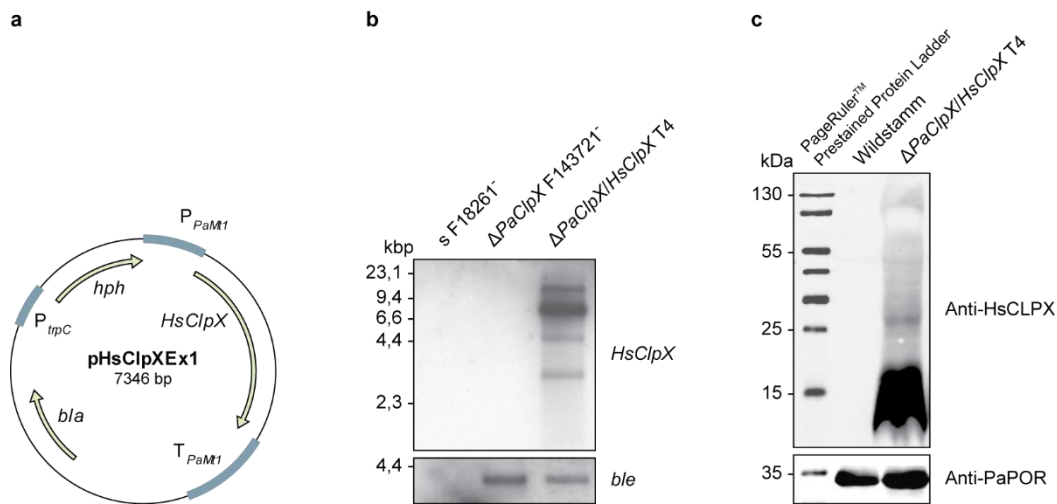 a
P PaMt1
hph
HsClpX
P trpC
pHsClpXEx1
7346 bp
bla
T PaMt1
b
s F18261⁻
ΔPaClpX F143721⁻
ΔPaClpX/HsClpX T4
kbp
23,1
9,4
6,6
4,4
2,3
HsClpX
4,4
ble
c
PageRuler™
Prestained Protein Ladder
Wildstamm
ΔPaClpX/HsClpX T4
kDa
130
55
25
15
Anti-HsCLPX
35
Anti-PaPOR